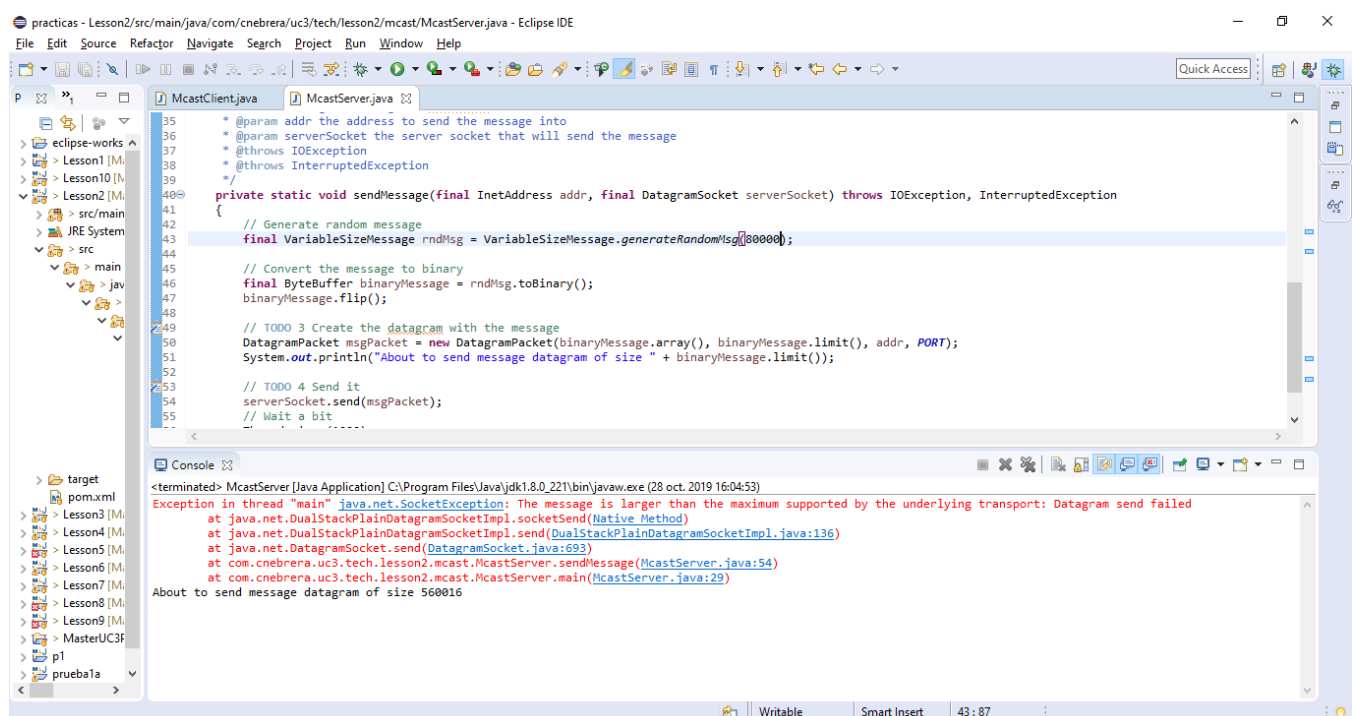 practicas - Lesson2/src/main/java/com/cnebrera/uc3/tech/lesson2/mcast/McastServer.java - Eclipse IDE
File Edit Source Refactor Navigate Search Project Run Window Help
Quick Access
P
McastClient.java McastServer.java
eclipse-works
> Lesson1 [M
> Lesson10 [M
> Lesson2 [M
> src/main
JRE System
> src
> main
> jav
>
target
pom.xml
> Lesson3 [M
> Lesson4 [M
> Lesson5 [M
> Lesson6 [M
> Lesson7 [M
> Lesson8 [M
> Lesson9 [M
> MasterUC3P
p1
prueba1a
35 * @param addr the address to send the message into
36 * @param serverSocket the server socket that will send the message
37 * @throws IOException
38 * @throws InterruptedException
39 */
40 private static void sendMessage(final InetAddress addr, final DatagramSocket serverSocket) throws IOException, InterruptedException
41 {
42 // Generate random message
43 final VariableSizeMessage rndMsg = VariableSizeMessage.generateRandomMsg(80000);
44
45 // Convert the message to binary
46 final ByteBuffer binaryMessage = rndMsg.toBinary();
47 binaryMessage.flip();
48
49 // TODO 3 Create the datagram with the message
50 DatagramPacket msgPacket = new DatagramPacket(binaryMessage.array(), binaryMessage.limit(), addr, PORT);
51 System.out.println("About to send message datagram of size " + binaryMessage.limit());
52
53 // TODO 4 Send it
54 serverSocket.send(msgPacket);
55 // Wait a bit
Console
<terminated> McastServer [Java Application] C:\Program Files\Java\jdk1.8.0_221\bin\javaw.exe (28 oct. 2019 16:04:53)
Exception in thread "main" java.net.SocketException: The message is larger than the maximum supported by the underlying transport: Datagram send failed
at java.net.DualStackPlainDatagramSocketImpl.socketSend(Native Method)
at java.net.DualStackPlainDatagramSocketImpl.send(DualStackPlainDatagramSocketImpl.java:136)
at java.net.DatagramSocket.send(DatagramSocket.java:693)
at com.cnebrera.uc3.tech.lesson2.mcast.McastServer.sendMessage(McastServer.java:54)
at com.cnebrera.uc3.tech.lesson2.mcast.McastServer.main(McastServer.java:29)
About to send message datagram of size 560016
Writable Smart Insert 43 : 87